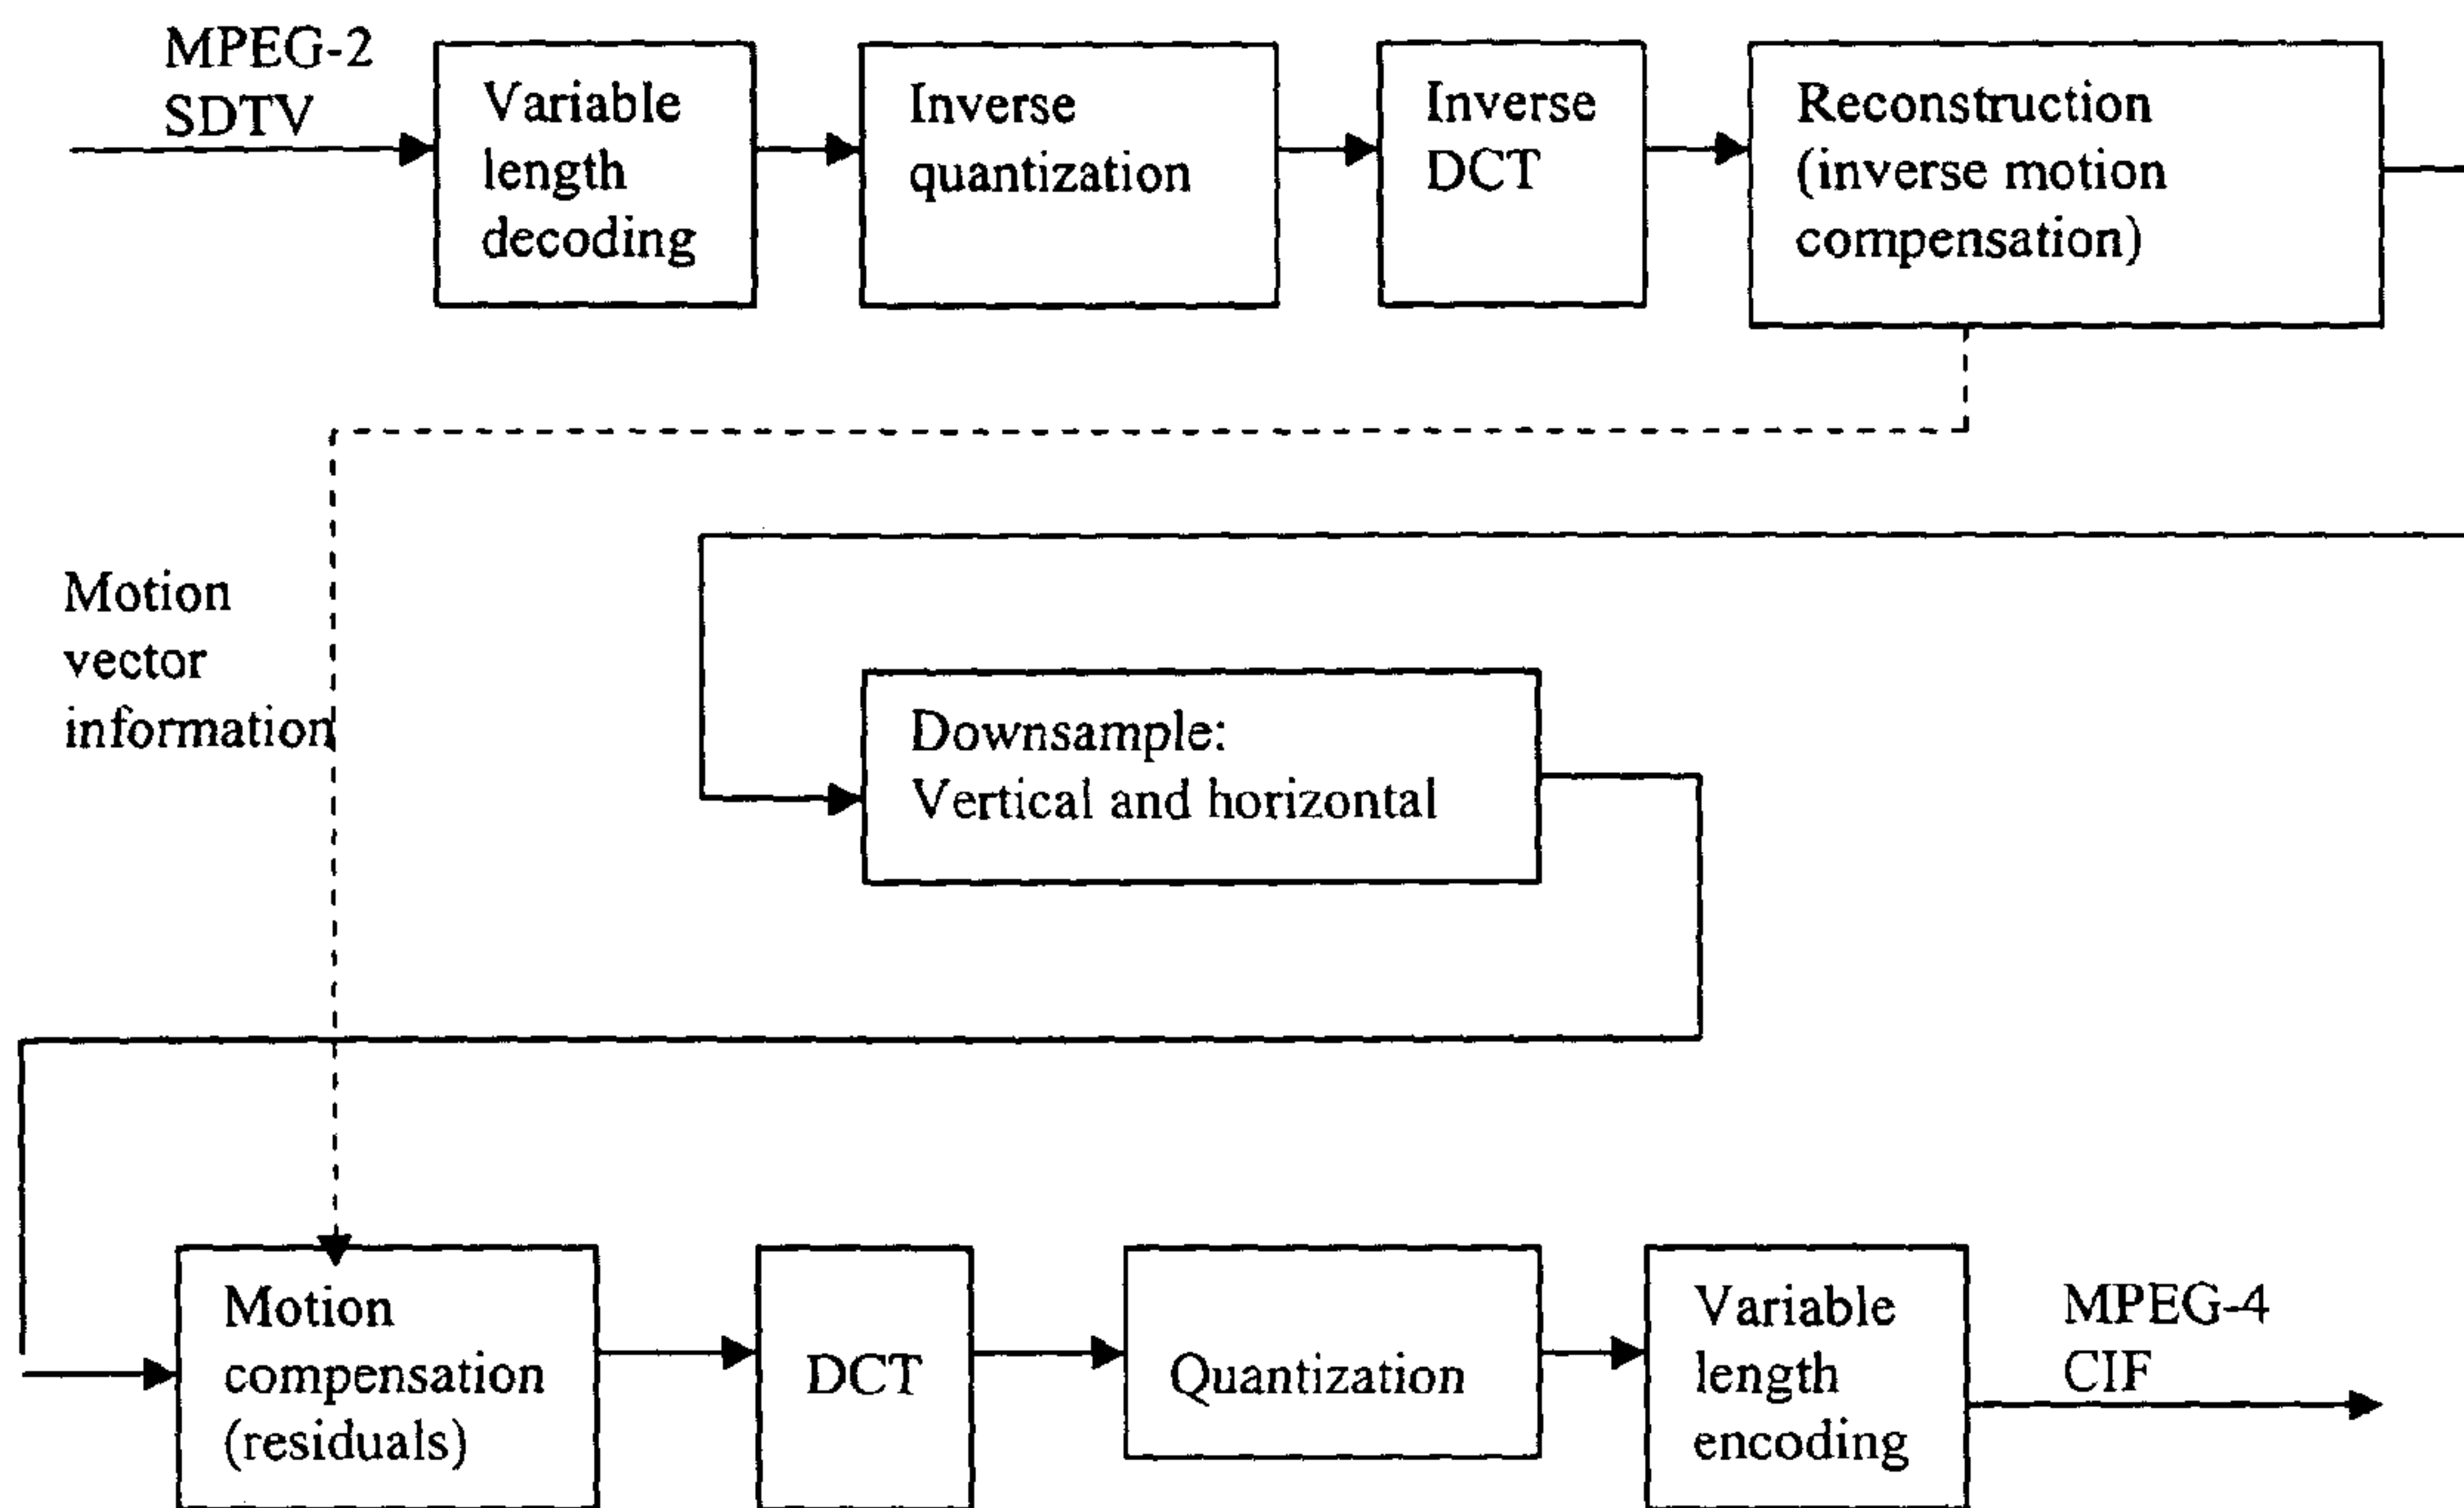 MPEG-2
SDTV
Variable
length
decoding
Inverse
quantization
Inverse
DCT
Reconstruction
(inverse motion
compensation)
Motion
vector
information
Downsample:
Vertical and horizontal
Motion
compensation
(residuals)
DCT
Quantization
Variable
length
encoding
MPEG-4
CIF